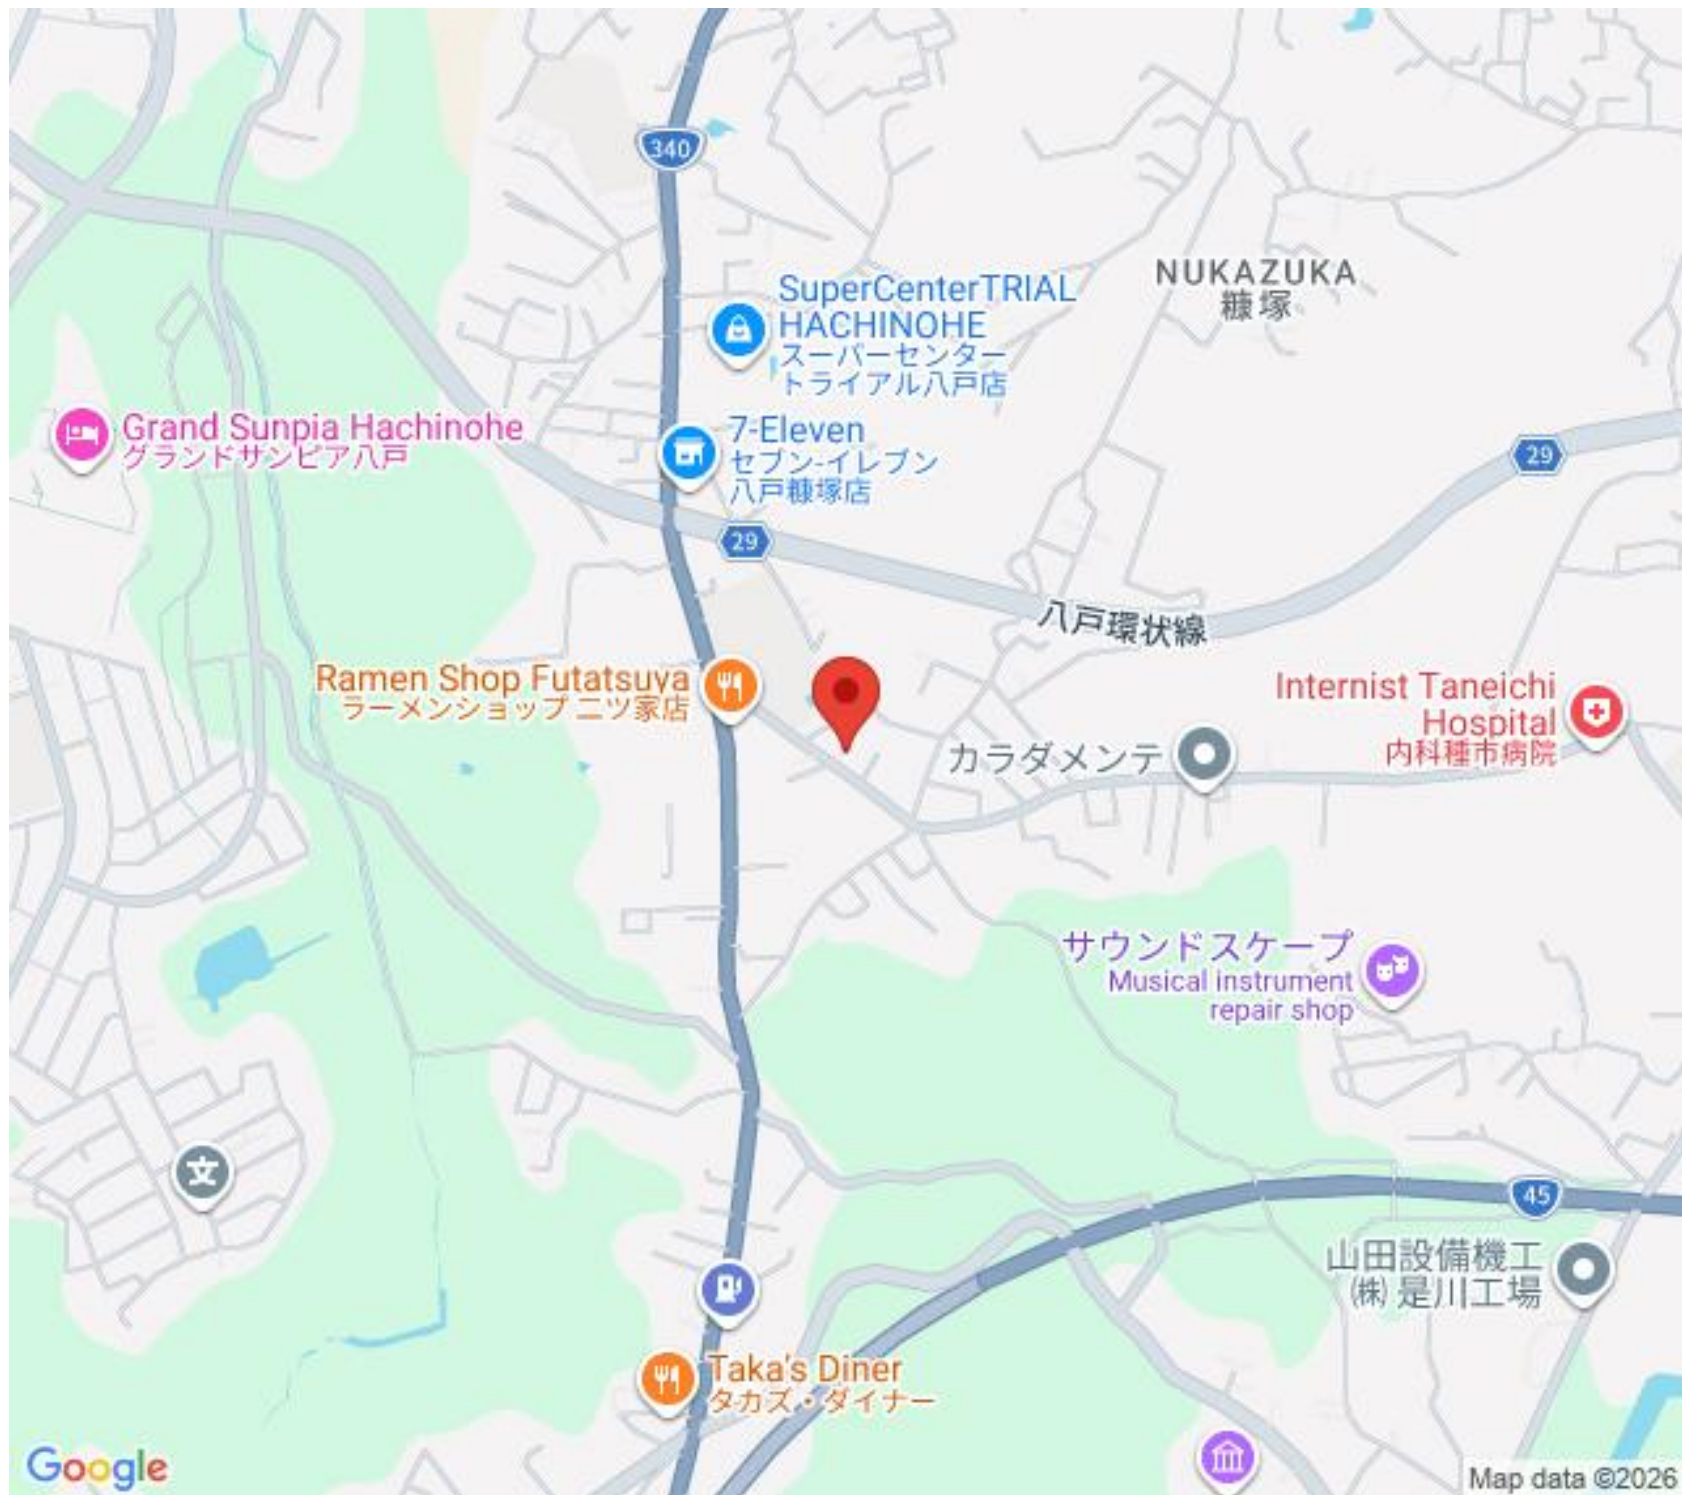 340
NUKAZUKA
糠塚
SuperCenterTRIAL
HACHINOHE
スーパーセンター
トライアル八戸店
Grand Sunpia Hachinohe
グランドサンピア八戸
7-Eleven
セブン-イレブン
八戸糠塚店
29
29
八戸環状線
Ramen Shop Futatsuya
ラーメンショップ 二ツ家店
Internist Taneichi
Hospital
内科種市病院
カラダメンテ
サウンドスケープ
Musical instrument
repair shop
文
45
山田設備機工
㈱ 是川工場
Taka's Diner
タカズ・ダイナー
Google
Map data ©2026